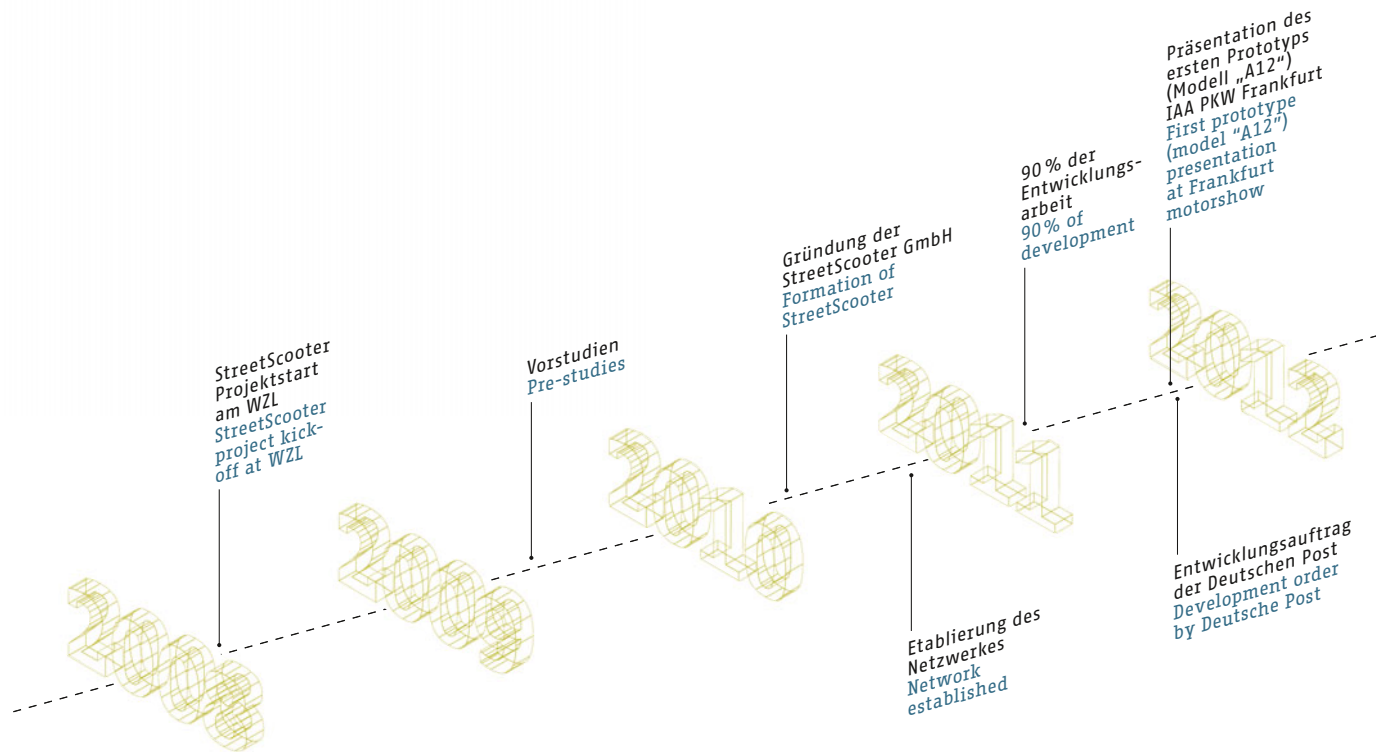 2008
StreetScooter
Projektstart
am WZL
StreetScooter
project kick-
off at WZL
2009
Vorstudien
Pre-studies
2010
Gründung der
StreetScooter GmbH
Formation of
StreetScooter
Etablierung des
Netzwerkes
Network
established
2011
90 % der
Entwicklungs-
arbeit
90 % of
development
Präsentation des
ersten Prototyps
(Modell „A12“)
IAA PKW Frankfurt
First prototype
(model “A12”)
presentation
at Frankfurt
motorshow
Entwicklungsauftrag
der Deutschen Post
Development order
by Deutsche Post
2012